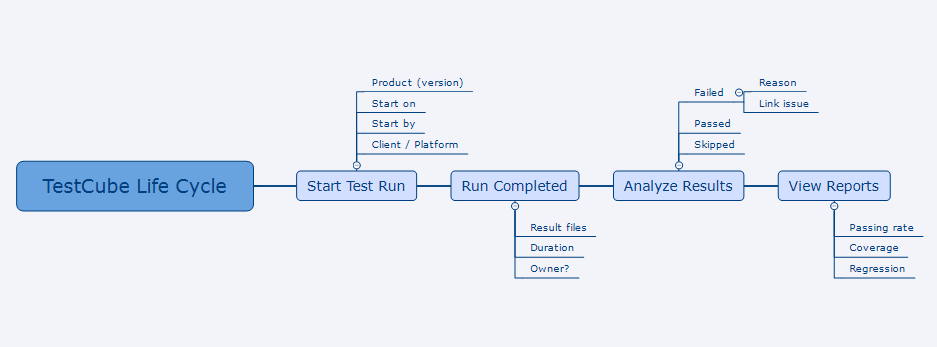 TestCube Life Cycle
Start Test Run
Product (version)
Start on
Start by
Client / Platform
Run Completed
Result files
Duration
Owner?
Analyze Results
Failed
Reason
Link issue
Passed
Skipped
View Reports
Passing rate
Coverage
Regression